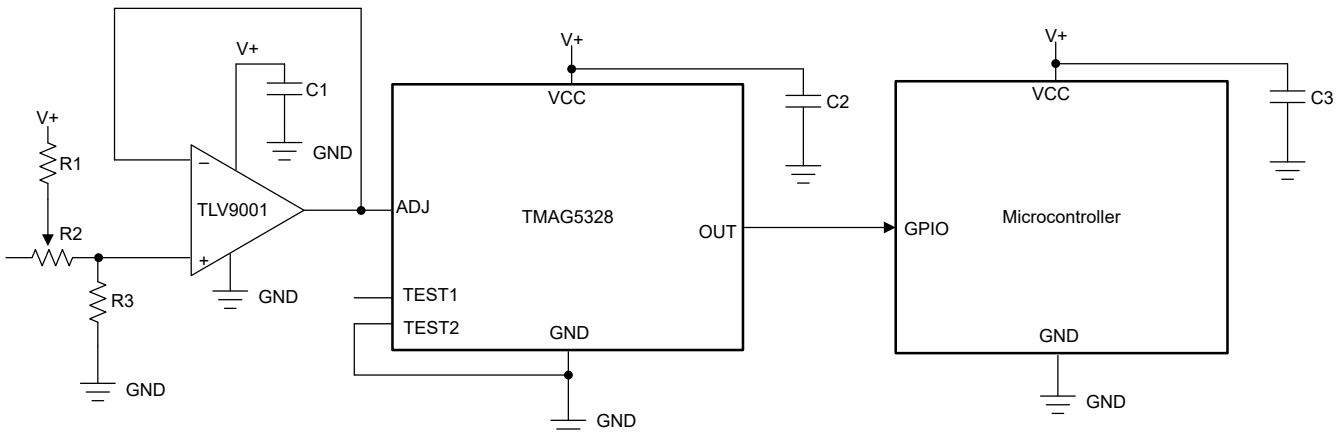 V+
C1
GND
V+
R1
R2
R3
GND
−
TLV9001
+
GND
V+
VCC
C2
ADJ
TMAG5328
OUT
TEST1
TEST2
GND
GND
V+
VCC
C3
GPIO
Microcontroller
GND
GND